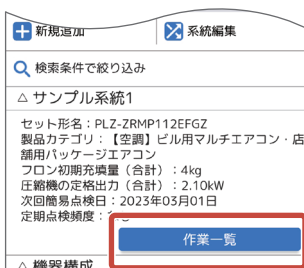 新規追加
系統編集
検索条件で絞り込み
△ サンプル系統1
セット形名：PLZ-ZRMP112EFGZ
製品カテゴリ：【空調】ビル用マルチエアコン・店
舗用パッケージエアコン
フロン初期充填量（合計）：4kg
圧縮機の定格出力（合計）：2.10kW
次回簡易点検日：2023年03月01日
定期点検頻度：
作業一覧
△ 機器構成